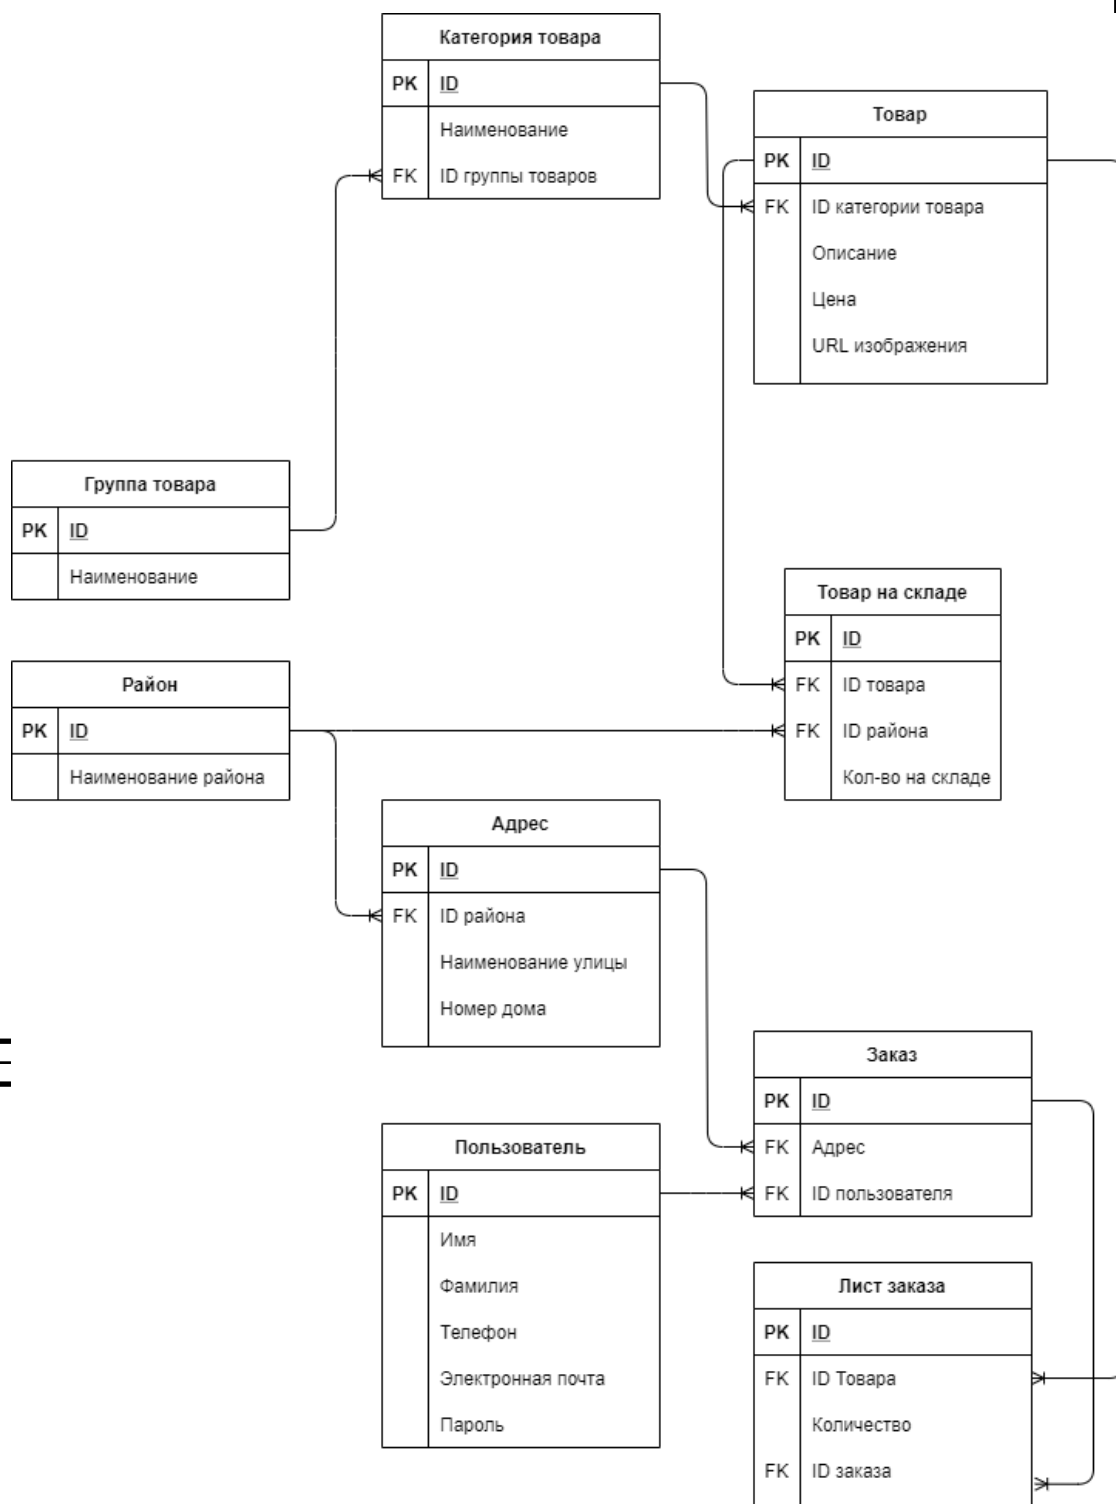 Категория товара
PK ID
Наименование
FK ID группы товаров
Товар
PK ID
FK ID категории товара
Описание
Цена
URL изображения
Группа товара
PK ID
Наименование
Товар на складе
PK ID
FK ID товара
FK ID района
Кол-во на складе
Район
PK ID
Наименование района
Адрес
PK ID
FK ID района
Наименование улицы
Номер дома
Заказ
PK ID
FK Адрес
FK ID пользователя
Пользователь
PK ID
Имя
Фамилия
Телефон
Электронная почта
Пароль
Лист заказа
PK ID
FK ID Товара
Количество
FK ID заказа